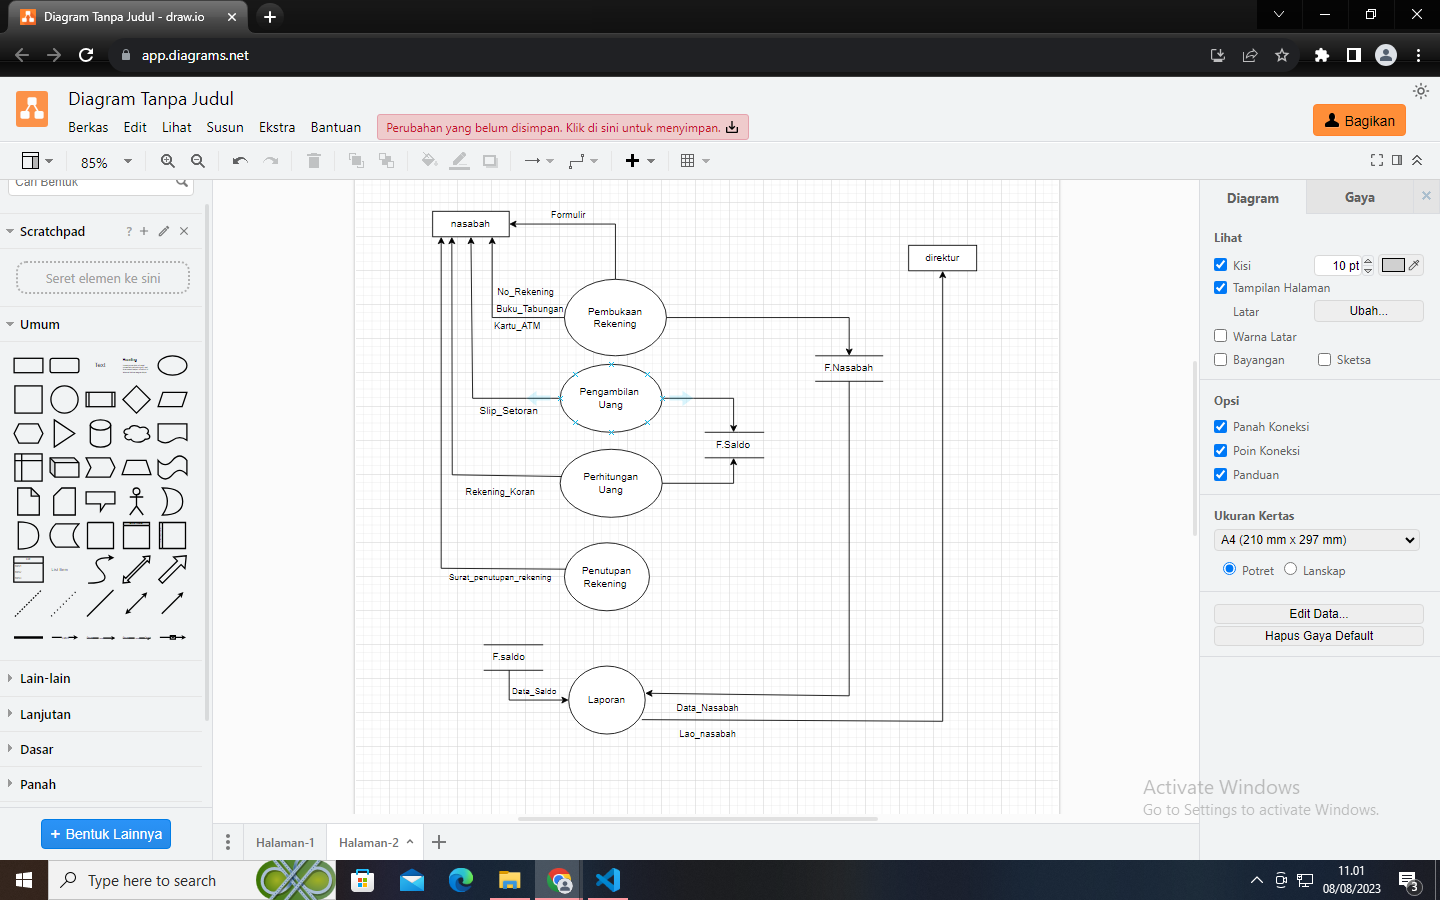 Diagram Tanpa Judul - draw.io
app.diagrams.net
Diagram Tanpa Judul
Berkas Edit Lihat Susun Ekstra Bantuan
Perubahan yang belum disimpan. Klik di sini untuk menyimpan.
Bagikan
85%
Cari Bentuk
Scratchpad
?
Seret elemen ke sini
Umum
Text
Heading
List Item
Lain-lain
Lanjutan
Dasar
Panah
+ Bentuk Lainnya
nasabah
Formulir
direktur
No_Rekening
Buku_Tabungan
Kartu_ATM
Pembukaan
Rekening
F.Nasabah
Pengambilan
Uang
Slip_Setoran
F.Saldo
Perhitungan
Uang
Rekening_Koran
Penutupan
Rekening
Surat_penutupan_rekening
F.saldo
Data_Saldo
Laporan
Data_Nasabah
Lao_nasabah
Diagram
Gaya
Lihat
Kisi
10 pt
Tampilan Halaman
Latar
Ubah...
Warna Latar
Bayangan
Sketsa
Opsi
Panah Koneksi
Poin Koneksi
Panduan
Ukuran Kertas
A4 (210 mm x 297 mm)
Potret
Lanskap
Edit Data...
Hapus Gaya Default
Activate Windows
Go to Settings to activate Windows.
Halaman-1
Halaman-2
Type here to search
11.01
08/08/2023
3